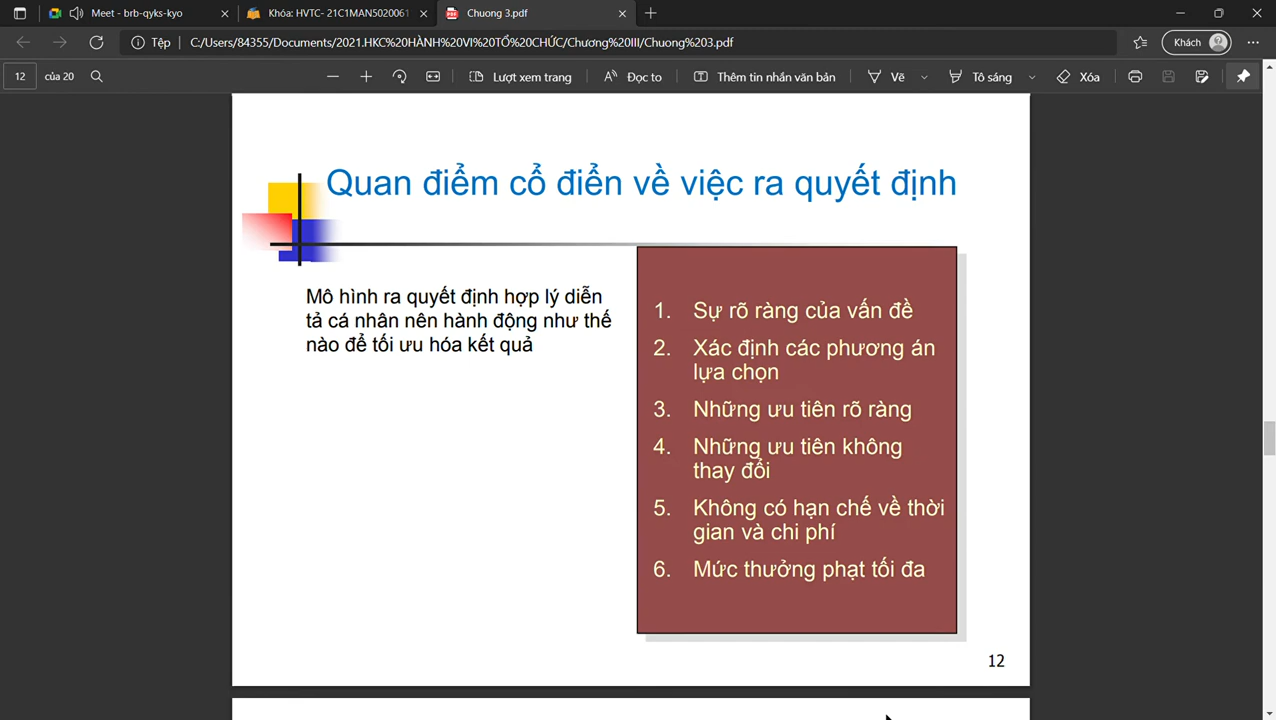 Meet - brb-qyks-kyo
Khóa: HVTC- 21C1MAN5020061
Chuong 3.pdf
Tệp
C:/Users/84355/Documents/2021.HKC%20HÀNH%20VI%20TỔ%20CHỨC/Chương%20III/Chuong%203.pdf
Khách
12
của 20
Lượt xem trang
Đọc to
Thêm tin nhắn văn bản
Vẽ
Tô sáng
Xóa
Quan điểm cổ điển về việc ra quyết định
Mô hình ra quyết định hợp lý diễn
tả cá nhân nên hành động như thế
nào để tối ưu hóa kết quả
1. Sự rõ ràng của vấn đề
2. Xác định các phương án
lựa chọn
3. Những ưu tiên rõ ràng
4. Những ưu tiên không
thay đổi
5. Không có hạn chế về thời
gian và chi phí
6. Mức thưởng phạt tối đa
12